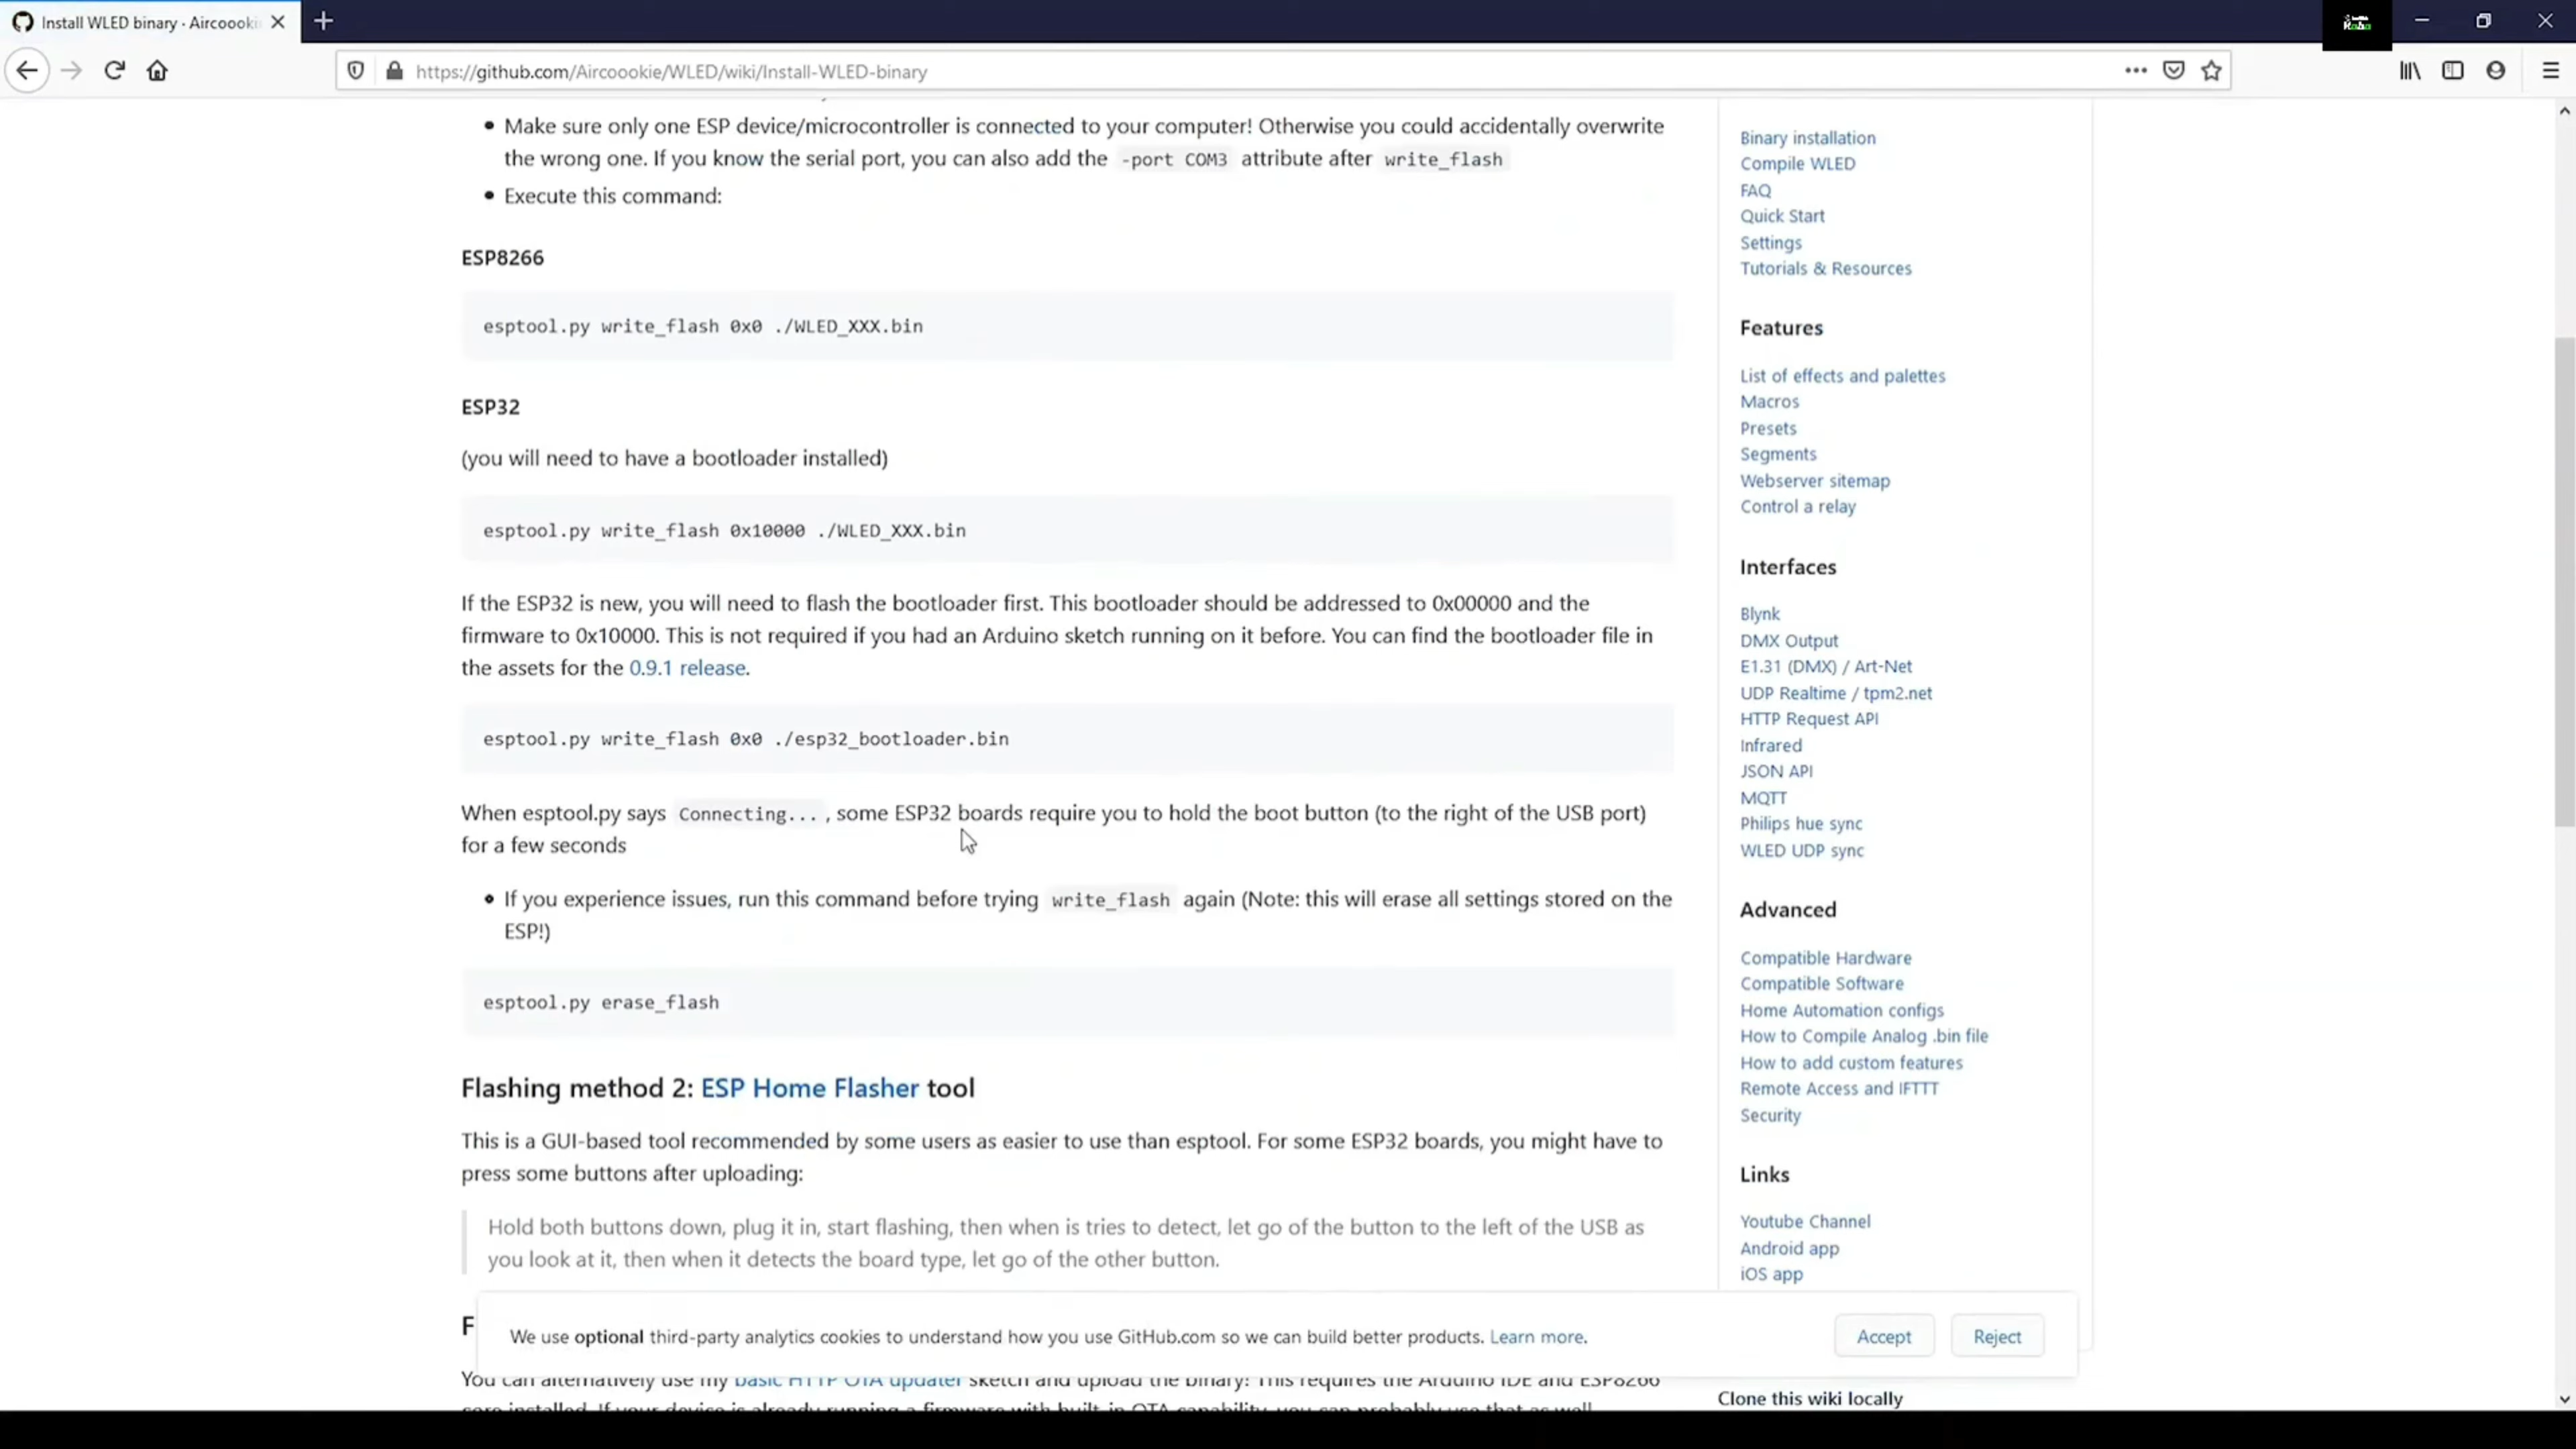 Install WLED binary · Aircoooki
https://github.com/Aircoookie/WLED/wiki/Install-WLED-binary
Make sure only one ESP device/microcontroller is connected to your computer! Otherwise you could accidentally overwrite
the wrong one. If you know the serial port, you can also add the -port COM3 attribute after write_flash
Execute this command:
ESP8266
esptool.py write_flash 0x0 ./WLED_XXX.bin
ESP32
(you will need to have a bootloader installed)
esptool.py write_flash 0x10000 ./WLED_XXX.bin
If the ESP32 is new, you will need to flash the bootloader first. This bootloader should be addressed to 0x00000 and the
firmware to 0x10000. This is not required if you had an Arduino sketch running on it before. You can find the bootloader file in
the assets for the 0.9.1 release.
esptool.py write_flash 0x0 ./esp32_bootloader.bin
When esptool.py says Connecting... , some ESP32 boards require you to hold the boot button (to the right of the USB port)
for a few seconds
If you experience issues, run this command before trying write_flash again (Note: this will erase all settings stored on the
ESP!)
esptool.py erase_flash
Flashing method 2: ESP Home Flasher tool
This is a GUI-based tool recommended by some users as easier to use than esptool. For some ESP32 boards, you might have to
press some buttons after uploading:
Hold both buttons down, plug it in, start flashing, then when is tries to detect, let go of the button to the left of the USB as
you look at it, then when it detects the board type, let go of the other button.
F
We use optional third-party analytics cookies to understand how you use GitHub.com so we can build better products. Learn more.
Accept
Reject
You can alternatively use my basic HTTP OTA updater sketch and upload the binary! This requires the Arduino IDE and ESP8266
core installed. If your device is already running a firmware with built-in OTA capability, you can probably use that as well
Binary installation
Compile WLED
FAQ
Quick Start
Settings
Tutorials & Resources
Features
List of effects and palettes
Macros
Presets
Segments
Webserver sitemap
Control a relay
Interfaces
Blynk
DMX Output
E1.31 (DMX) / Art-Net
UDP Realtime / tpm2.net
HTTP Request API
Infrared
JSON API
MQTT
Philips hue sync
WLED UDP sync
Advanced
Compatible Hardware
Compatible Software
Home Automation configs
How to Compile Analog .bin file
How to add custom features
Remote Access and IFTTT
Security
Links
Youtube Channel
Android app
iOS app
Clone this wiki locally